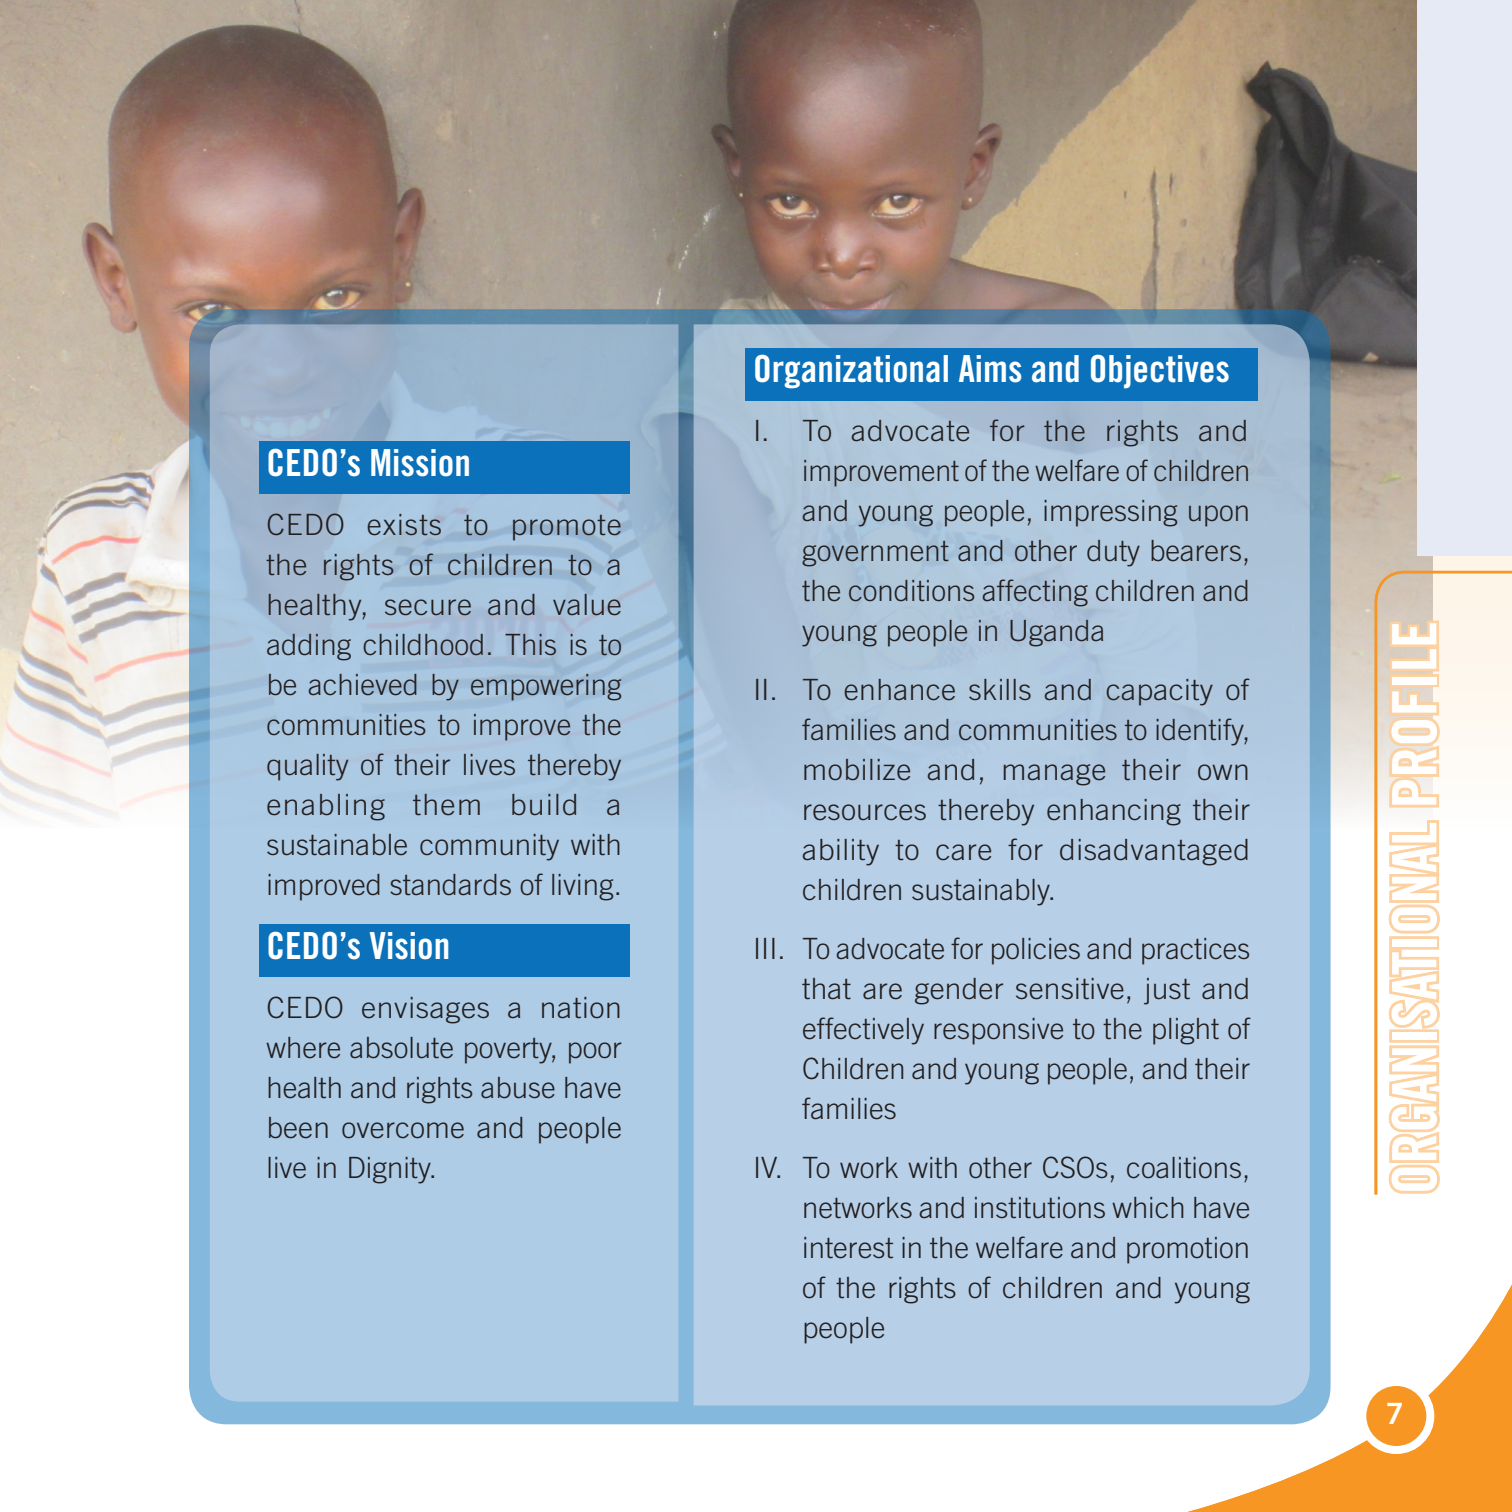 CEDO’s Mission
CEDO exists to promote
the rights of children to a
healthy, secure and value
adding childhood. This is to
be achieved by empowering
communities to improve the
quality of their lives thereby
enabling them build a
sustainable community with
improved standards of living.
CEDO’s Vision
CEDO envisages a nation
where absolute poverty, poor
health and rights abuse have
been overcome and people
live in Dignity.
Organizational Aims and Objectives
I. To advocate for the rights and
improvement of the welfare of children
and young people, impressing upon
government and other duty bearers,
the conditions affecting children and
young people in Uganda
II. To enhance skills and capacity of
families and communities to identify,
mobilize and, manage their own
resources thereby enhancing their
ability to care for disadvantaged
children sustainably.
III. To advocate for policies and practices
that are gender sensitive, just and
effectively responsive to the plight of
Children and young people, and their
families
IV. To work with other CSOs, coalitions,
networks and institutions which have
interest in the welfare and promotion
of the rights of children and young
people
ORGANISATIONAL PROFILE
7